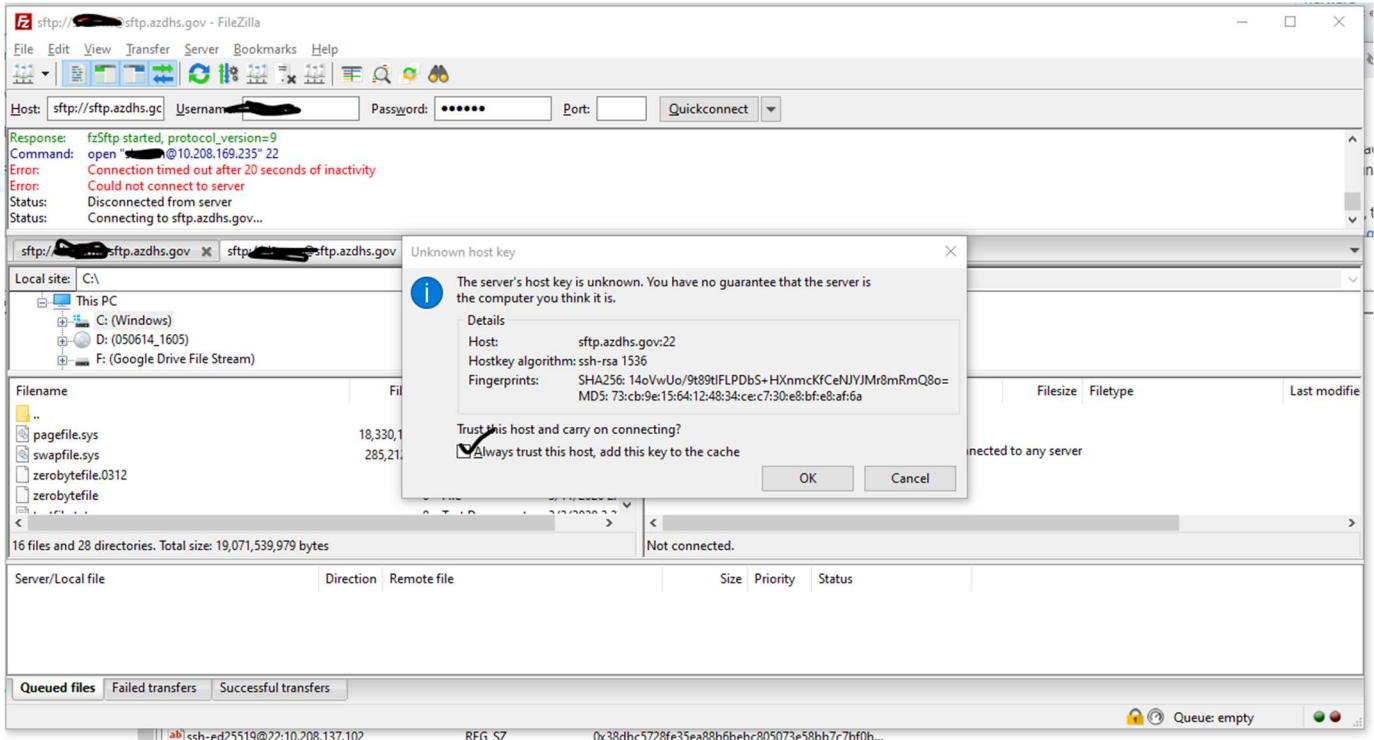 sftp:// @sftp.azdhs.gov - FileZilla
File Edit View Transfer Server Bookmarks Help
Host: sftp://sftp.azdhs.gc Usernam Password: ●●●●●● Port: Quickconnect
Response: fzSftp started, protocol_version=9
Command: open " @10.208.169.235" 22
Error: Connection timed out after 20 seconds of inactivity
Error: Could not connect to server
Status: Disconnected from server
Status: Connecting to sftp.azdhs.gov...
sftp:// sftp.azdhs.gov sftp:// @sftp.azdhs.gov
Unknown host key
The server's host key is unknown. You have no guarantee that the server is
the computer you think it is.
Details
Host: sftp.azdhs.gov:22
Hostkey algorithm: ssh-rsa 1536
Fingerprints: SHA256: 14oVwUo/9t89tlFLPDbS+HXnmcKfCeNJYJMr8mRmQ8o=
MD5: 73:cb:9e:15:64:12:48:34:ce:c7:30:e8:bf:e8:af:6a
Trust this host and carry on connecting?
Always trust this host, add this key to the cache
OK Cancel
Local site: C:\
This PC
C: (Windows)
D: (050614_1605)
F: (Google Drive File Stream)
Filename Fil
..
pagefile.sys 18,330,1
swapfile.sys 285,21
zerobytefile.0312
zerobytefile
16 files and 28 directories. Total size: 19,071,539,979 bytes
Filesize Filetype Last modifie
nected to any server
Not connected.
Server/Local file Direction Remote file Size Priority Status
Queued files Failed transfers Successful transfers
Queue: empty
ssh-ed25519@22:10.208.137.102 REG_SZ 0x38dbc5728fe35ea88b6bebc805073e58bb7c7bf0b...